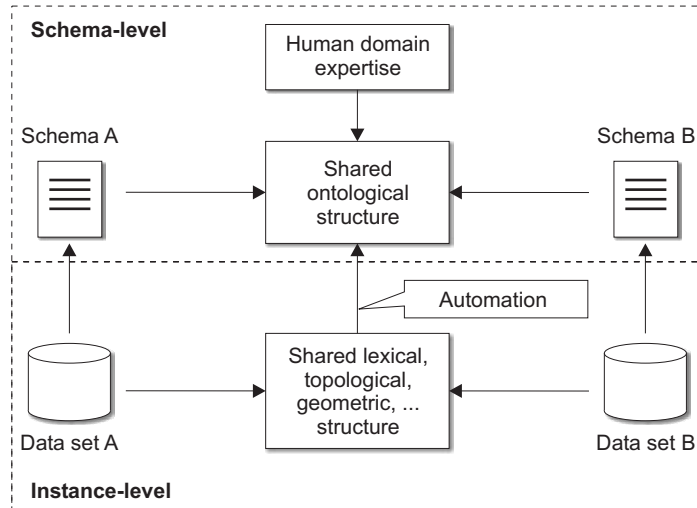 Schema-level
Human domain
expertise
Schema A
Schema B
Shared
ontological
structure
Automation
Shared lexical,
topological,
geometric, ...
structure
Data set A
Data set B
Instance-level